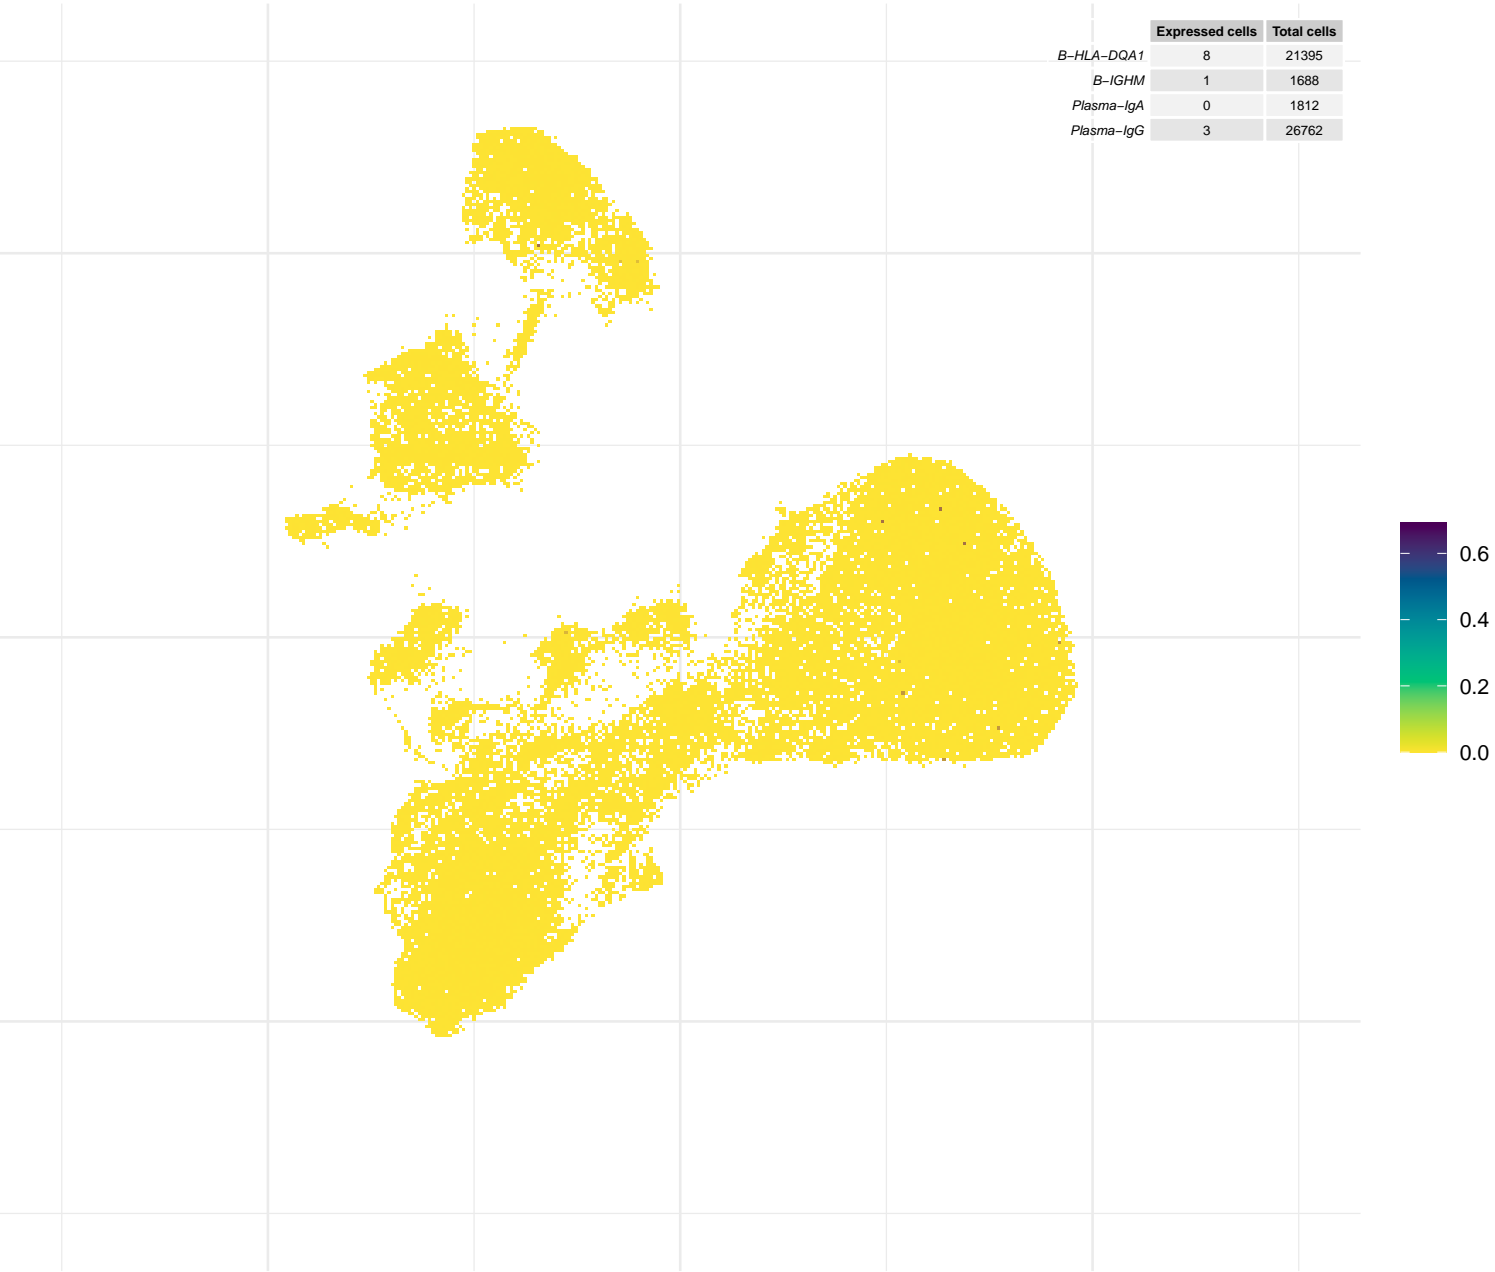 Expressed cells Total cells
B−HLA−DQA1 8 21395
B−IGHM 1 1688
Plasma−IgA 0 1812
Plasma−IgG 3 26762
0.6
0.4
0.2
0.0